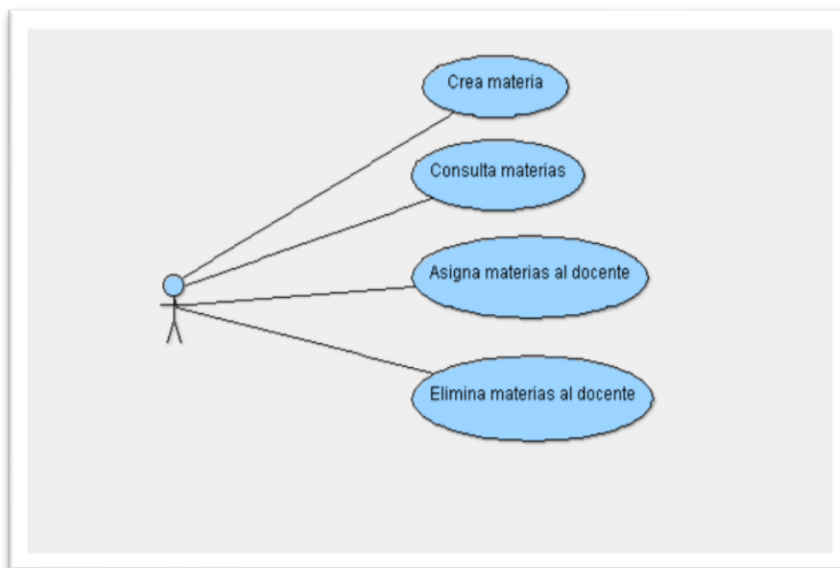 Crea materia
Consulta materias
Asigna materias al docente
Elimina materias al docente